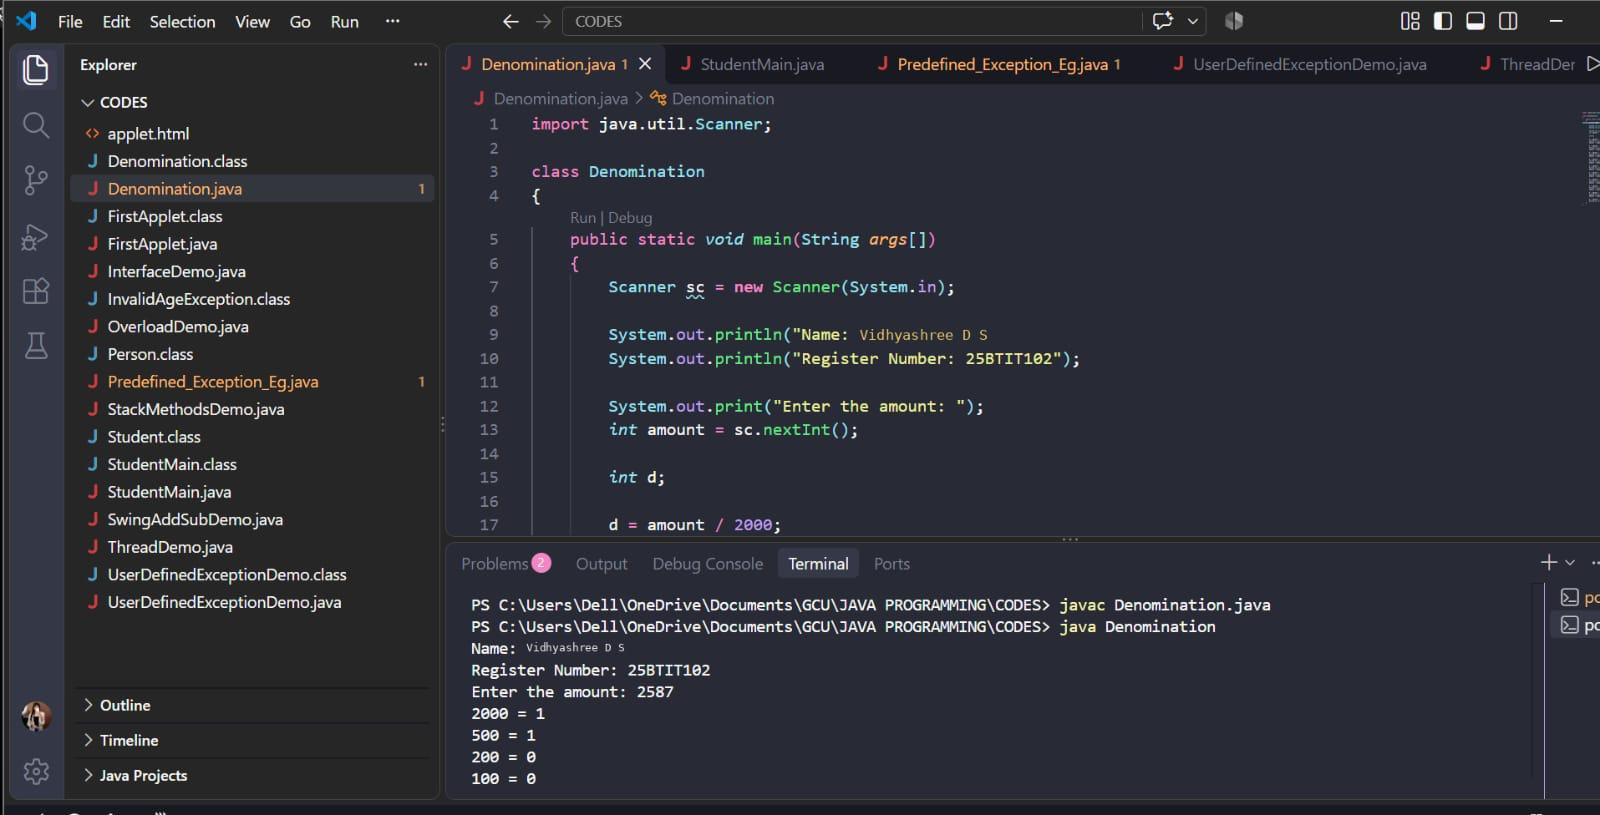 File Edit Selection View Go Run ··· ← → CODES
Explorer ···
CODES
applet.html
Denomination.class
Denomination.java 1
FirstApplet.class
FirstApplet.java
InterfaceDemo.java
InvalidAgeException.class
OverloadDemo.java
Person.class
Predefined_Exception_Eg.java 1
StackMethodsDemo.java
Student.class
StudentMain.class
StudentMain.java
SwingAddSubDemo.java
ThreadDemo.java
UserDefinedExceptionDemo.class
UserDefinedExceptionDemo.java
Outline
Timeline
Java Projects
Denomination.java 1 StudentMain.java Predefined_Exception_Eg.java 1 UserDefinedExceptionDemo.java ThreadDer
Denomination.java > Denomination
1 import java.util.Scanner;
2
3 class Denomination
4 {
Run | Debug
5 public static void main(String args[])
6 {
7 Scanner sc = new Scanner(System.in);
8
9 System.out.println("Name: Vidhyashree D S
10 System.out.println("Register Number: 25BTIT102");
11
12 System.out.print("Enter the amount: ");
13 int amount = sc.nextInt();
14
15 int d;
16
17 d = amount / 2000;
Problems 2 Output Debug Console Terminal Ports
PS C:\Users\Dell\OneDrive\Documents\GCU\JAVA PROGRAMMING\CODES> javac Denomination.java
PS C:\Users\Dell\OneDrive\Documents\GCU\JAVA PROGRAMMING\CODES> java Denomination
Name: Vidhyashree D S
Register Number: 25BTIT102
Enter the amount: 2587
2000 = 1
500 = 1
200 = 0
100 = 0
po
po